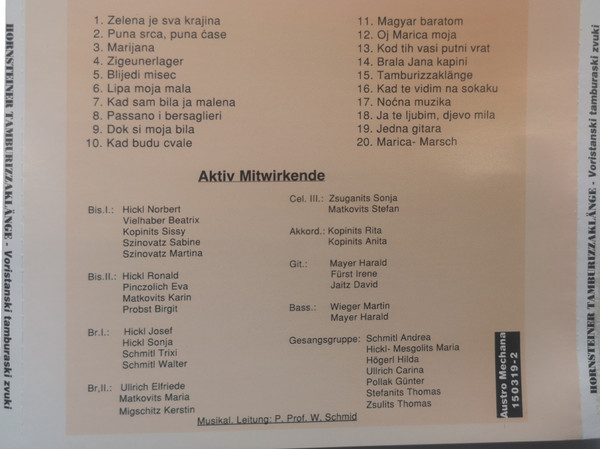 HORNSTEINER TAMBURIZZAKLÄNGE - Voristanski tamburaski zvuki
1. Zelena je sva krajina
2. Puna srca, puna ćase
3. Marijana
4. Zigeunerlager
5. Blijedi misec
6. Lipa moja mala
7. Kad sam bila ja malena
8. Passano i bersaglieri
9. Dok si moja bila
10. Kad budu cvale
11. Magyar baratom
12. Oj Marica moja
13. Kod tih vasi putni vrat
14. Brala Jana kapini
15. Tamburizzaklänge
16. Kad te vidim na sokaku
17. Noćna muzika
18. Ja te ljubim, djevo mila
19. Jedna gitara
20. Marica- Marsch
Aktiv Mitwirkende
Bis.I.: Hickl Norbert
Vielhaber Beatrix
Kopinits Sissy
Szinovatz Sabine
Szinovatz Martina
Bis.II.: Hickl Ronald
Pinczolich Eva
Matkovits Karin
Probst Birgit
Br.I.: Hickl Josef
Hickl Sonja
Schmitl Trixi
Schmitl Walter
Br,II.: Ullrich Elfriede
Matkovits Maria
Migschitz Kerstin
Cel. III.: Zsuganits Sonja
Matkovits Stefan
Akkord.: Kopinits Rita
Kopinits Anita
Git.: Mayer Harald
Fürst Irene
Jaitz David
Bass.: Wieger Martin
Mayer Harald
Gesangsgruppe: Schmitl Andrea
Hickl- Mesgolits Maria
Högerl Hilda
Ullrich Carina
Pollak Günter
Stefanits Thomas
Zsulits Thomas
Musikal. Leitung: P. Prof. W. Schmid
Austro Mechana
150319-2
HORNSTEINER TAMBURIZZAKLÄNGE - Voristanski tamburaski zvuki